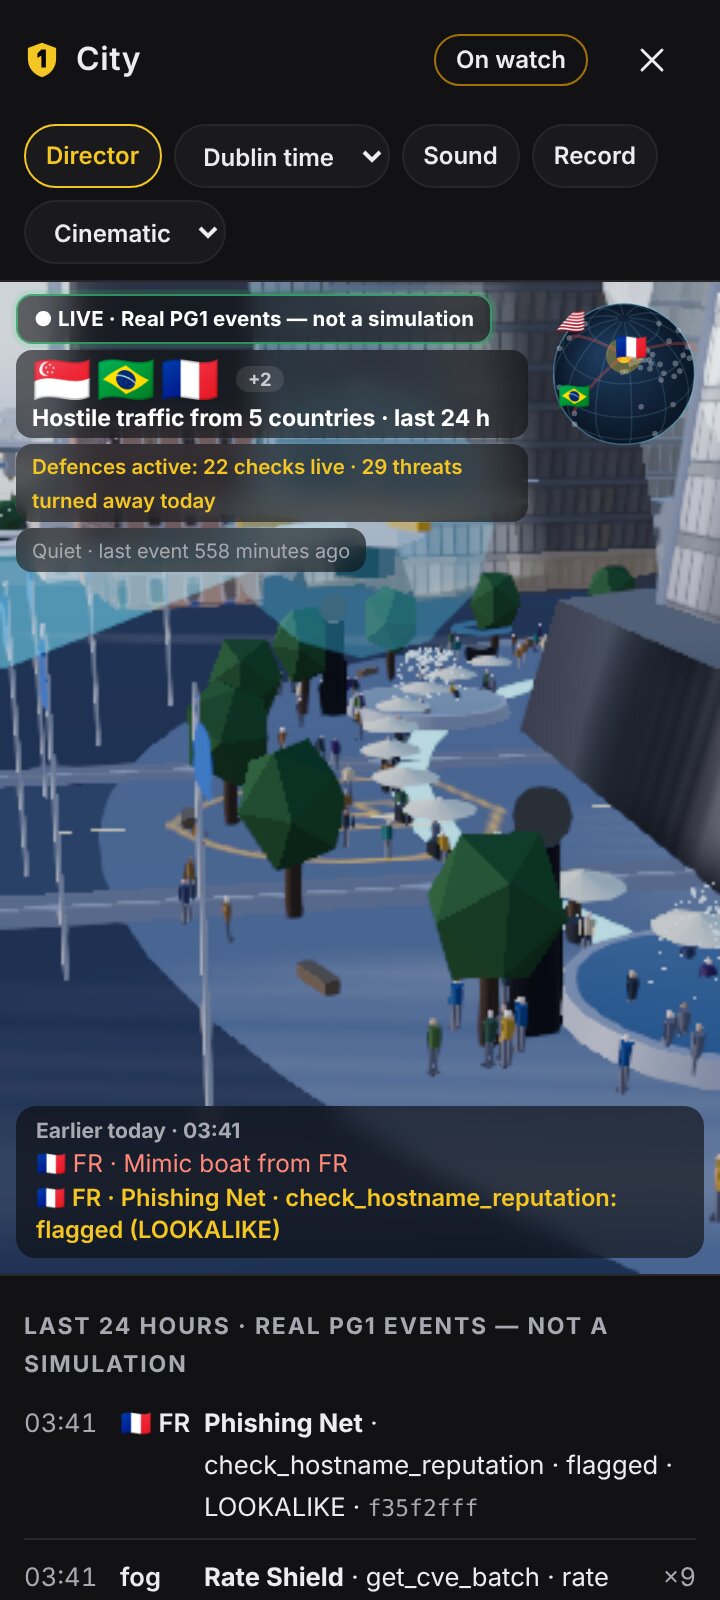 1 City
On watch
Director
Dublin time
Sound
Record
Cinematic
LIVE · Real PG1 events — not a simulation
+2
Hostile traffic from 5 countries · last 24 h
Defences active: 22 checks live · 29 threats
turned away today
Quiet · last event 558 minutes ago
Earlier today · 03:41
FR · Mimic boat from FR
FR · Phishing Net · check_hostname_reputation:
flagged (LOOKALIKE)
LAST 24 HOURS · REAL PG1 EVENTS — NOT A
SIMULATION
03:41 FR Phishing Net ·
check_hostname_reputation · flagged ·
LOOKALIKE · f35f2fff
03:41 fog Rate Shield · get_cve_batch · rate ×9